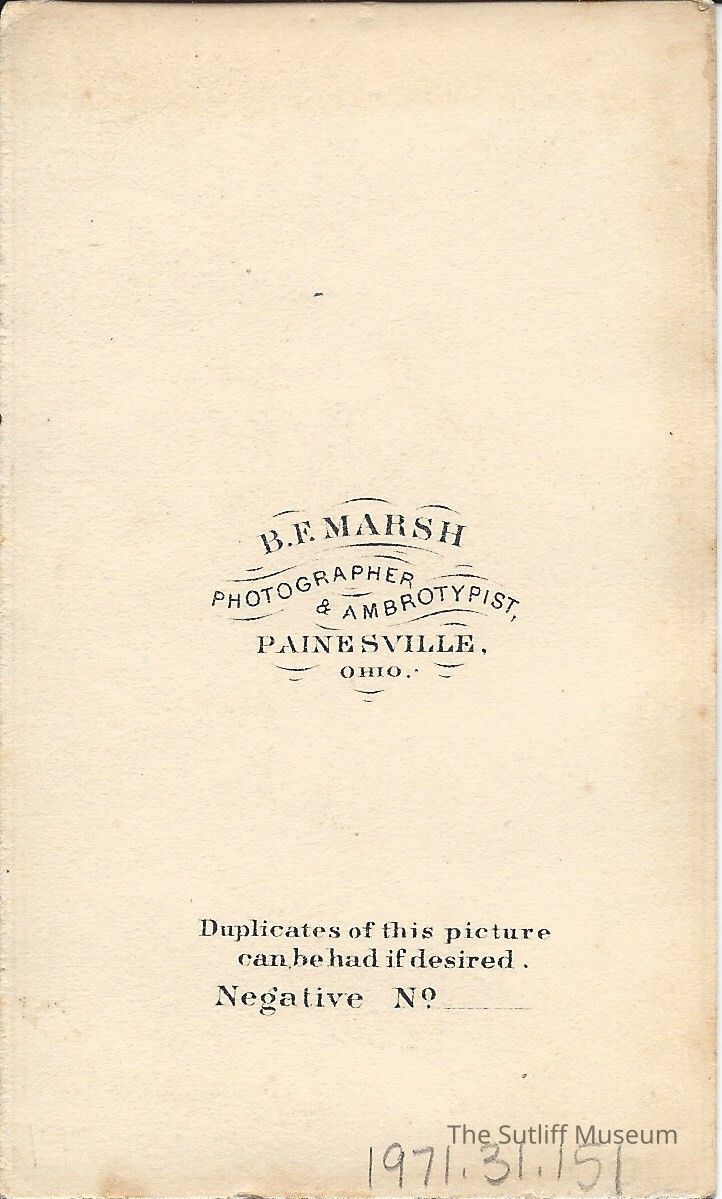 B.F. MARSH
PHOTOGRAPHER
& AMBROTYPIST,
PAINESVILLE,
OHIO.
Duplicates of this picture
can be had if desired.
Negative Nº
The Sutliff Museum
1971.31.151